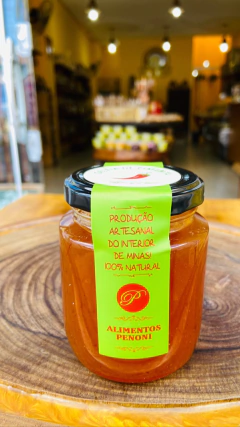 PRODUÇÃO
ARTESANAL
DO INTERIOR
DE MINAS!
100% NATURAL
P
ALIMENTOS
PENONI